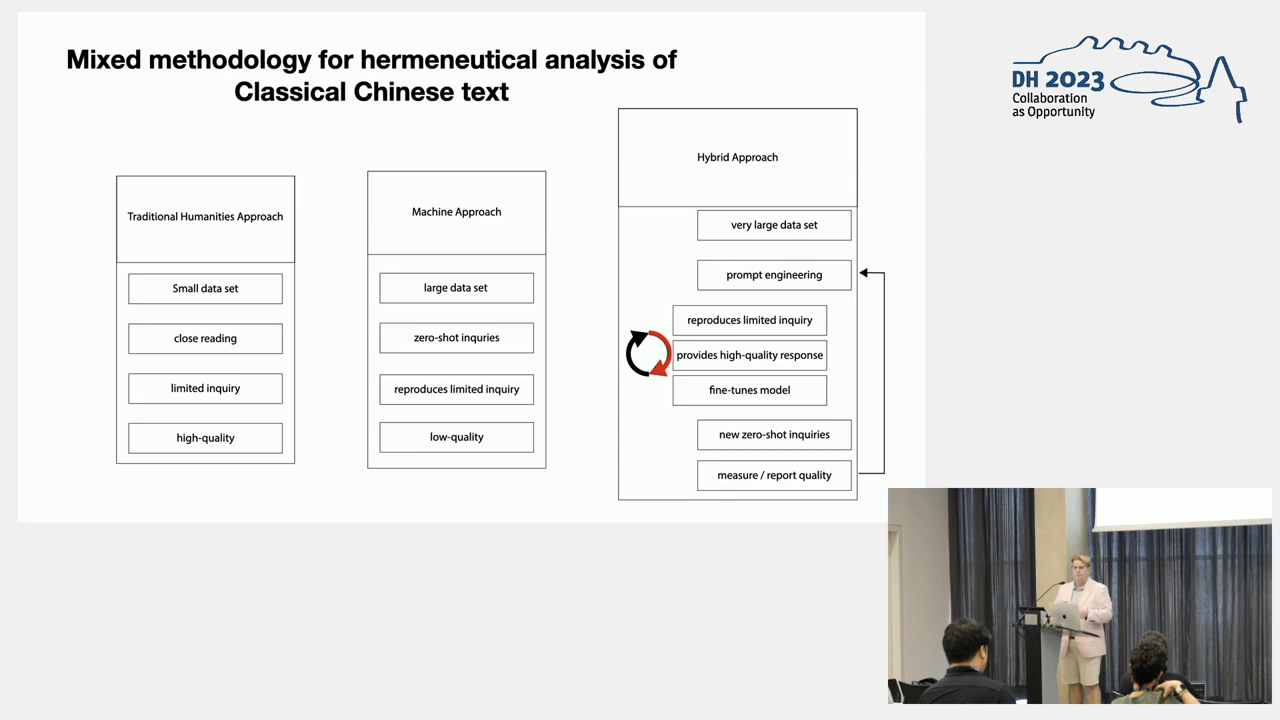 Mixed methodology for hermeneutical analysis of
Classical Chinese text
Traditional Humanities Approach
Small data set
close reading
limited inquiry
high-quality
Machine Approach
large data set
zero-shot inquries
reproduces limited inquiry
low-quality
Hybrid Approach
very large data set
prompt engineering
reproduces limited inquiry
provides high-quality response
fine-tunes model
new zero-shot inquiries
measure / report quality
DH 2023
Collaboration
as Opportunity